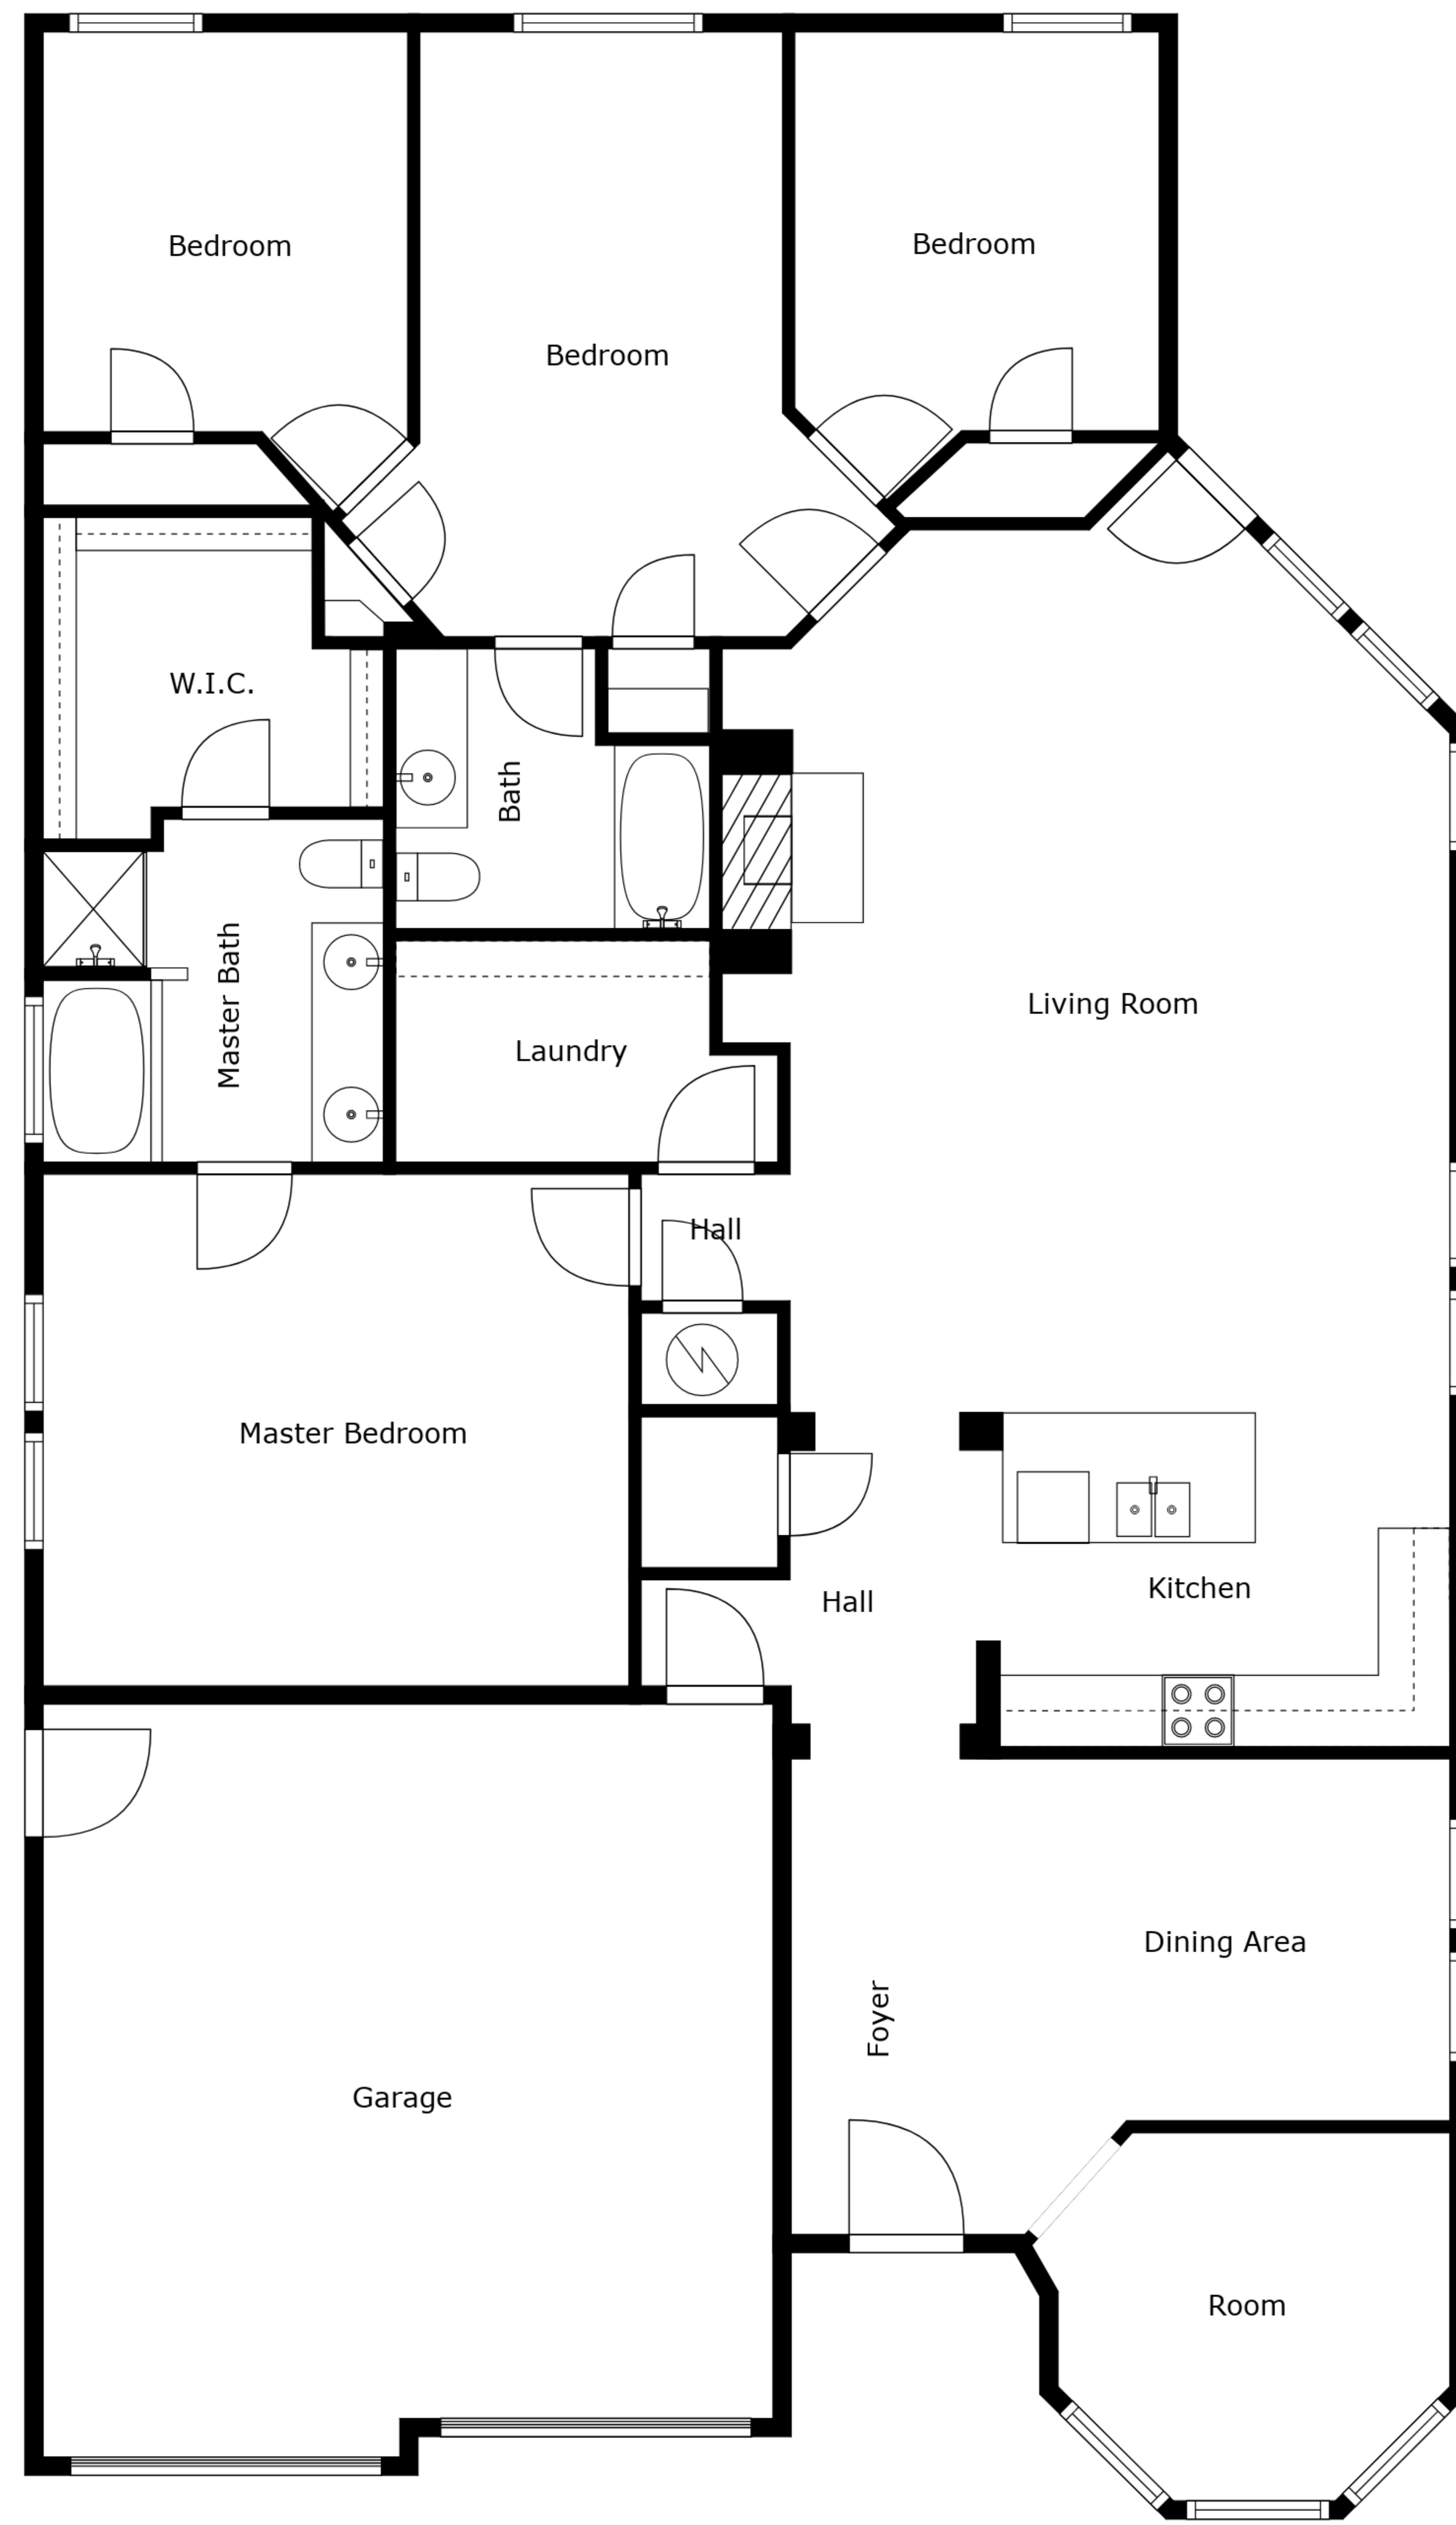 Bedroom
Bedroom
Bedroom
W.I.C.
Bath
Master Bath
Living Room
Laundry
Hall
Master Bedroom
Kitchen
Hall
Dining Area
Foyer
Garage
Room